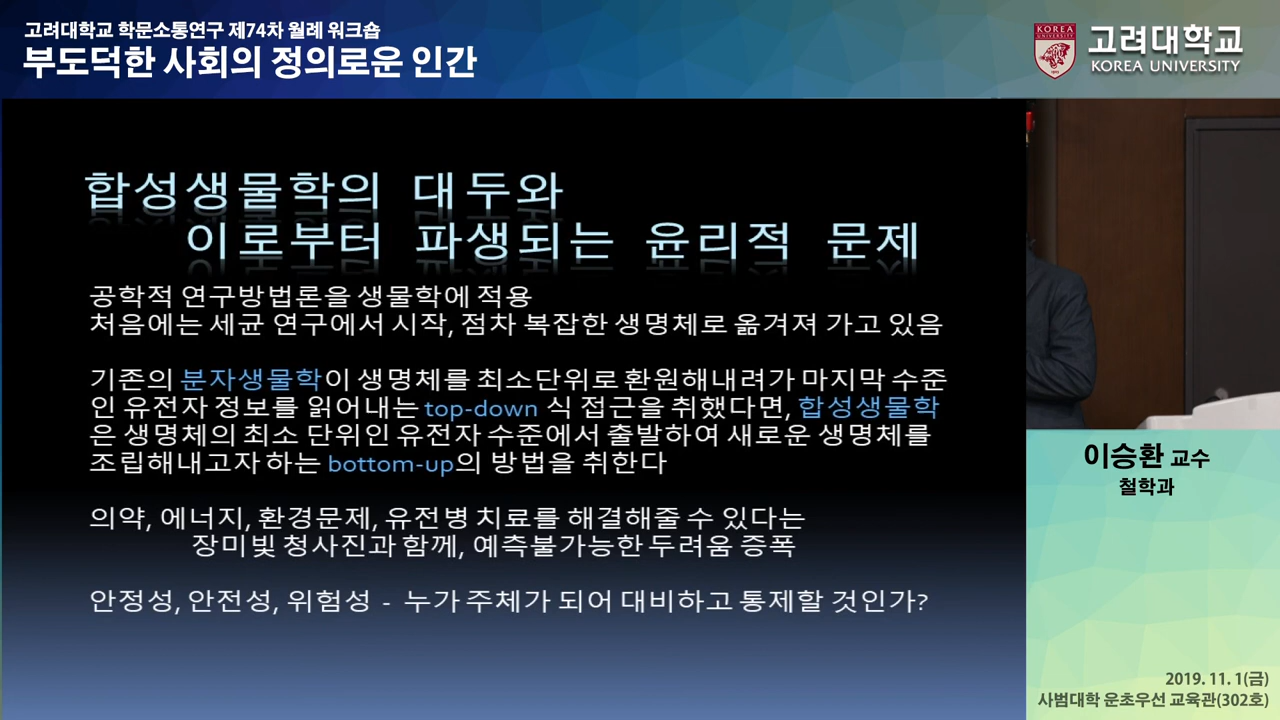 고려대학교 학문소통연구 제74차 월례 워크숍
부도덕한 사회의 정의로운 인간
KOREA
UNIVERSITY
1905
고려대학교
KOREA UNIVERSITY
합성생물학의 대두와
이로부터 파생되는 윤리적 문제
공학적 연구방법론을 생물학에 적용
처음에는 세균 연구에서 시작, 점차 복잡한 생명체로 옮겨져 가고 있음
기존의 분자생물학이 생명체를 최소단위로 환원해내려가 마지막 수준
인 유전자 정보를 읽어내는 top-down 식 접근을 취했다면, 합성생물학
은 생명체의 최소 단위인 유전자 수준에서 출발하여 새로운 생명체를
조립해내고자하는 bottom-up의 방법을 취한다
의약, 에너지, 환경문제, 유전병 치료를 해결해줄 수 있다는
장미빛 청사진과 함께, 예측불가능한 두려움 증폭
안정성, 안전성, 위험성 - 누가 주체가 되어 대비하고 통제할 것인가?
이승환 교수
철학과
2019. 11. 1(금)
사범대학 운초우선 교육관(302호)